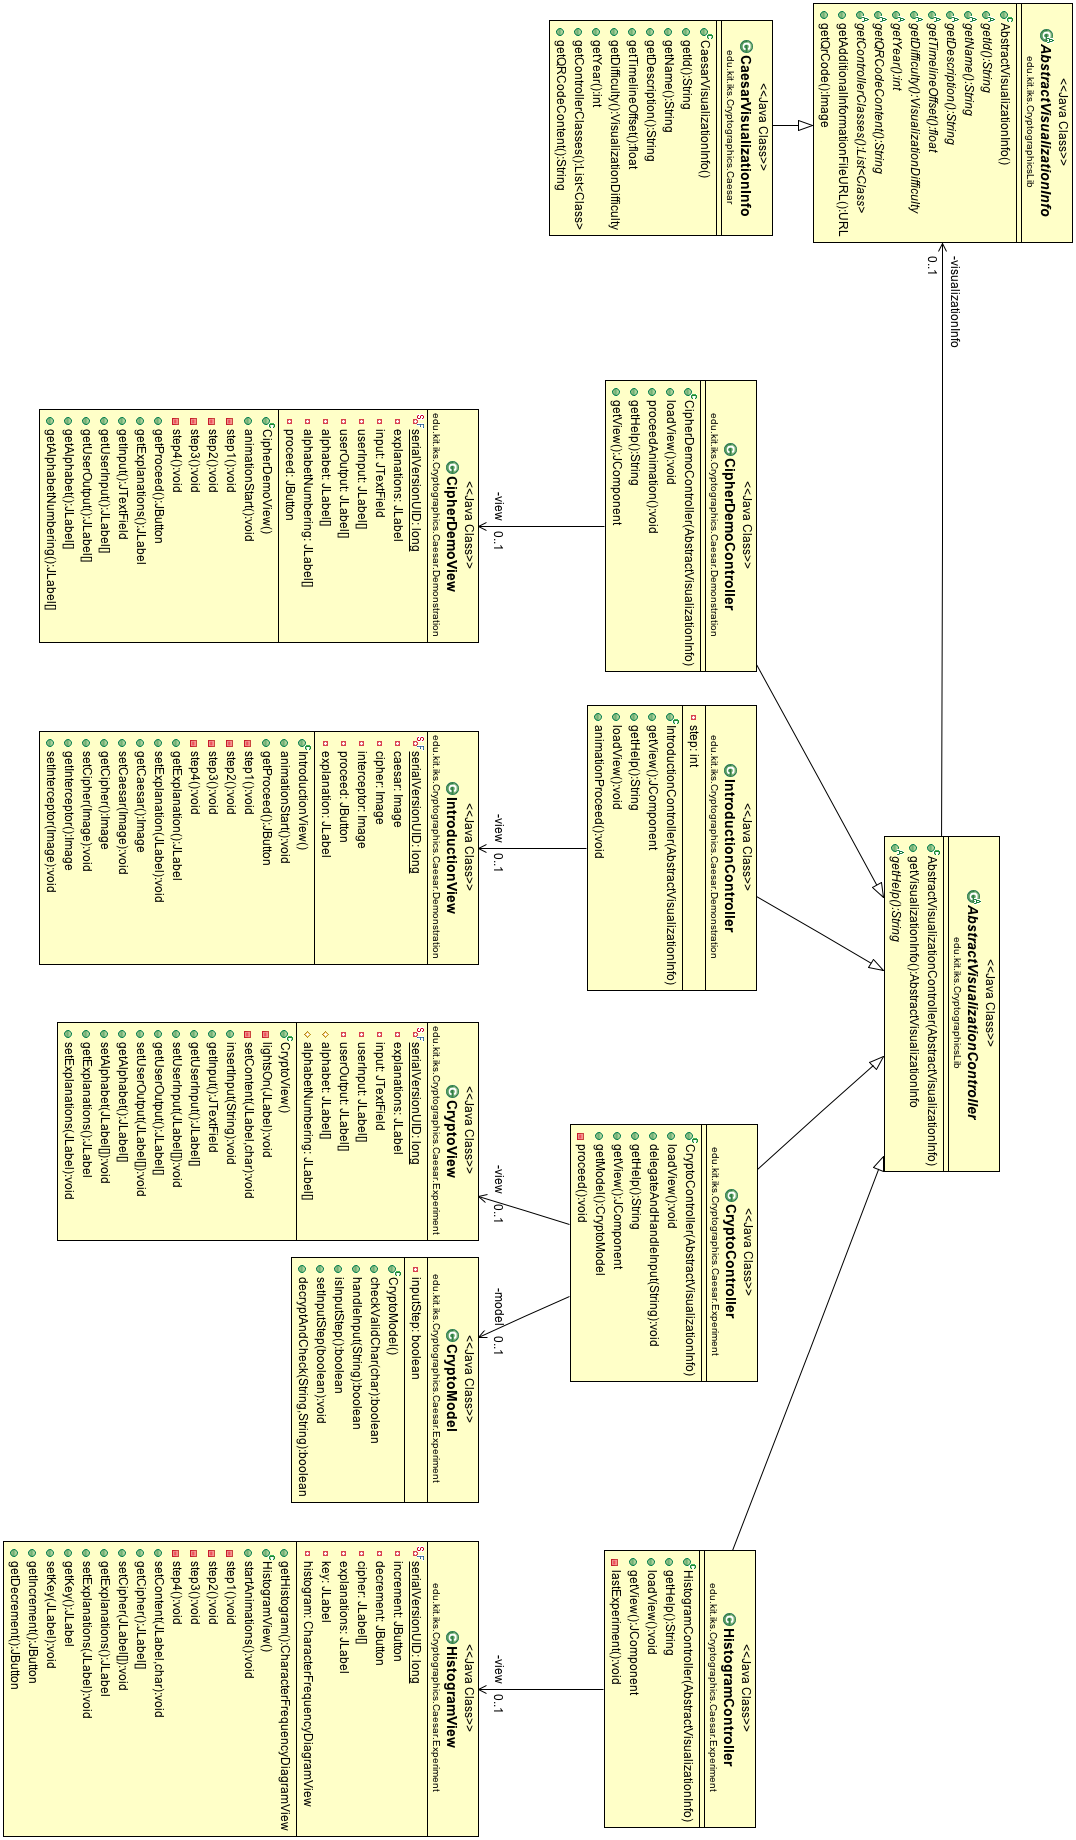 <<Java Class>>
AbstractVisualizationInfo
edu.kit.iks.CryptographicsLib
AbstractVisualizationInfo()
getId():String
getName():String
getDescription():String
getTimelineOffset():float
getDifficulty():VisualizationDifficulty
getYear():int
getQRCodeContent():String
getControllerClasses():List<Class>
getAdditionalInformationFileURL():URL
getQrCode():Image
<<Java Class>>
CaesarVisualizationInfo
edu.kit.iks.Cryptographics.Caesar
CaesarVisualizationInfo()
getId():String
getName():String
getDescription():String
getTimelineOffset():float
getDifficulty():VisualizationDifficulty
getYear():int
getControllerClasses():List<Class>
getQRCodeContent():String
-visualizationInfo
0..1
<<Java Class>>
AbstractVisualizationController
edu.kit.iks.CryptographicsLib
AbstractVisualizationController(AbstractVisualizationInfo)
getVisualizationInfo():AbstractVisualizationInfo
getHelp():String
<<Java Class>>
CipherDemoController
edu.kit.iks.Cryptographics.Caesar.Demonstration
CipherDemoController(AbstractVisualizationInfo)
loadView():void
proceedAnimation():void
getHelp():String
getView():JComponent
-view 0..1
<<Java Class>>
CipherDemoView
edu.kit.iks.Cryptographics.Caesar.Demonstration
serialVersionUID: long
explanations: JLabel
input: JTextField
userInput: JLabel[]
userOutput: JLabel[]
alphabet: JLabel[]
alphabetNumbering: JLabel[]
proceed: JButton
CipherDemoView()
animationStart():void
step1():void
step2():void
step3():void
step4():void
getProceed():JButton
getExplanations():JLabel
getInput():JTextField
getUserInput():JLabel[]
getUserOutput():JLabel[]
getAlphabet():JLabel[]
getAlphabetNumbering():JLabel[]
<<Java Class>>
IntroductionController
edu.kit.iks.Cryptographics.Caesar.Demonstration
step: int
IntroductionController(AbstractVisualizationInfo)
getView():JComponent
getHelp():String
loadView():void
animationProceed():void
-view 0..1
<<Java Class>>
IntroductionView
edu.kit.iks.Cryptographics.Caesar.Demonstration
serialVersionUID: long
caesar: Image
cipher: Image
interceptor: Image
proceed: JButton
explanation: JLabel
IntroductionView()
animationStart():void
getProceed():JButton
step1():void
step2():void
step3():void
step4():void
getExplanation():JLabel
setExplanation(JLabel):void
getCaesar():Image
setCaesar(Image):void
getCipher():Image
setCipher(Image):void
getInterceptor():Image
setInterceptor(Image):void
<<Java Class>>
CryptoController
edu.kit.iks.Cryptographics.Caesar.Experiment
CryptoController(AbstractVisualizationInfo)
loadView():void
delegateAndHandleInput(String):void
getHelp():String
getView():JComponent
getModel():CryptoModel
proceed():void
-view 0..1
-model 0..1
<<Java Class>>
CryptoView
edu.kit.iks.Cryptographics.Caesar.Experiment
serialVersionUID: long
explanations: JLabel
input: JTextField
userInput: JLabel[]
userOutput: JLabel[]
alphabet: JLabel[]
alphabetNumbering: JLabel[]
CryptoView()
lightsOn(JLabel):void
setContent(JLabel,char):void
insertInput(String):void
getInput():JTextField
getUserInput():JLabel[]
setUserInput(JLabel[]):void
getUserOutput():JLabel[]
setUserOutput(JLabel[]):void
getAlphabet():JLabel[]
setAlphabet(JLabel[]):void
getExplanations():JLabel
setExplanations(JLabel):void
<<Java Class>>
CryptoModel
edu.kit.iks.Cryptographics.Caesar.Experiment
inputStep: boolean
CryptoModel()
checkValidChar(char):boolean
handleInput(String):boolean
isInputStep():boolean
setInputStep(boolean):void
decryptAndCheck(String,String):boolean
<<Java Class>>
HistogramController
edu.kit.iks.Cryptographics.Caesar.Experiment
HistogramController(AbstractVisualizationInfo)
getHelp():String
loadView():void
getView():JComponent
lastExperiment():void
-view 0..1
<<Java Class>>
HistogramView
edu.kit.iks.Cryptographics.Caesar.Experiment
serialVersionUID: long
increment: JButton
decrement: JButton
cipher: JLabel[]
explanations: JLabel
key: JLabel
histogram: CharacterFrequencyDiagramView
getHistogram():CharacterFrequencyDiagramView
HistogramView()
startAnimations():void
step1():void
step2():void
step3():void
step4():void
setContent(JLabel,char):void
getCipher():JLabel[]
setCipher(JLabel[]):void
getExplanations():JLabel
setExplanations(JLabel):void
getKey():JLabel
setKey(JLabel):void
getIncrement():JButton
getDecrement():JButton